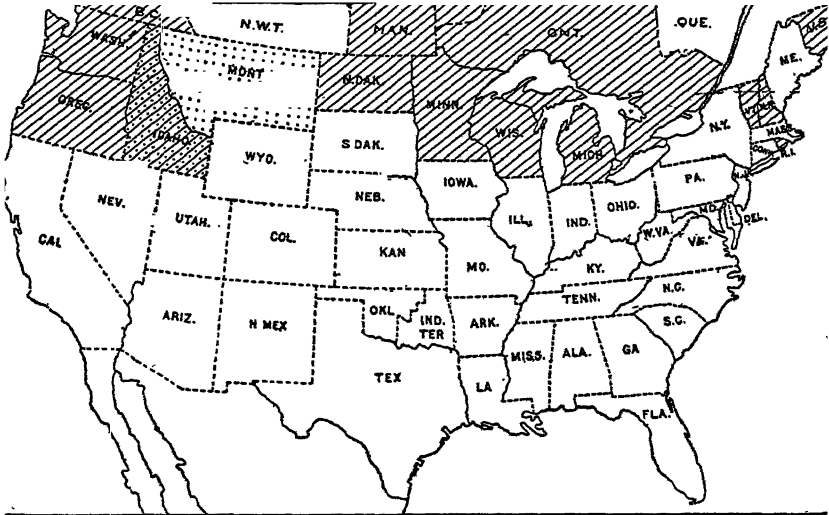 B.C.
N.W.T.
MAN.
ONT.
QUE.
N.B.
WASH.
MONT
N.DAK.
MINN.
ME.
OREG.
IDAHO
WYO.
S DAK.
WIS.
MICH
N.Y.
VT.
N.H.
MASS.
CONN.
R.I.
NEV.
UTAH.
NEB.
IOWA.
ILL.
IND.
OHIO.
PA.
N.J.
CAL
COL.
KAN
MO.
KY.
W.VA.
VA.
MD.
DEL.
ARIZ.
N MEX
OKL
IND.
TER
ARK.
TENN.
N.C.
S.C.
TEX
LA
MISS.
ALA.
GA
FLA.